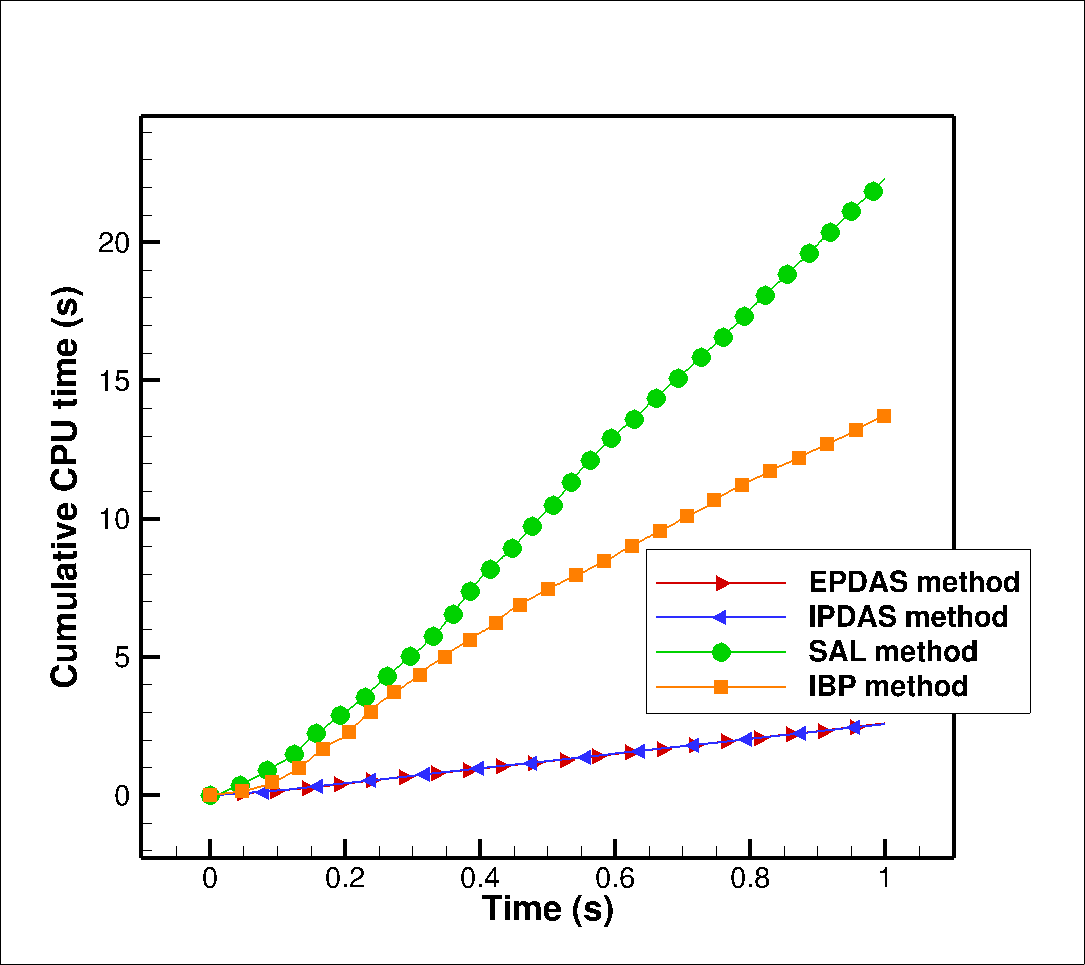 20
15
10
5
0
0
0.2
0.4
0.6
0.8
1
Cumulative CPU time (s)
Time (s)
EPDAS method
IPDAS method
SAL method
IBP method